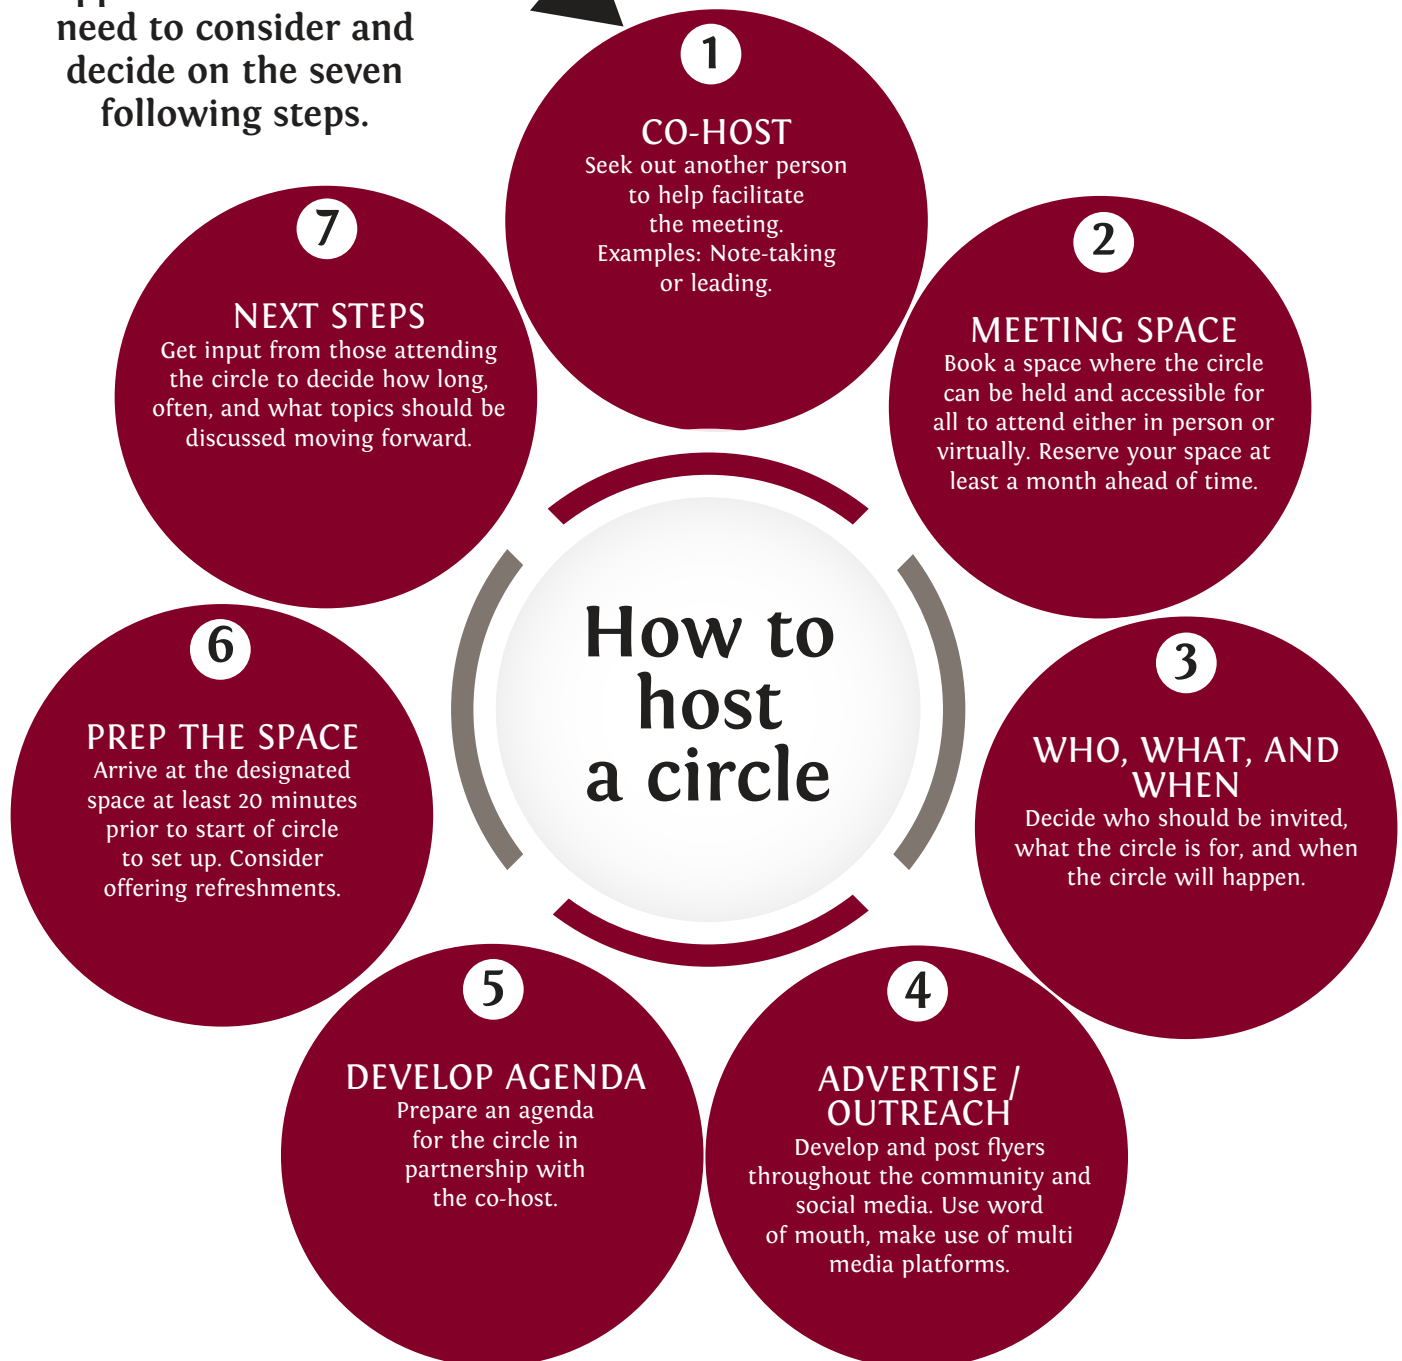 need to consider and
decide on the seven
following steps.
1
CO-HOST
Seek out another person
to help facilitate
the meeting.
Examples: Note-taking
or leading.
2
MEETING SPACE
Book a space where the circle
can be held and accessible for
all to attend either in person or
virtually. Reserve your space at
least a month ahead of time.
3
WHO, WHAT, AND
WHEN
Decide who should be invited,
what the circle is for, and when
the circle will happen.
4
ADVERTISE /
OUTREACH
Develop and post flyers
throughout the community and
social media. Use word
of mouth, make use of multi
media platforms.
5
DEVELOP AGENDA
Prepare an agenda
for the circle in
partnership with
the co-host.
6
PREP THE SPACE
Arrive at the designated
space at least 20 minutes
prior to start of circle
to set up. Consider
offering refreshments.
7
NEXT STEPS
Get input from those attending
the circle to decide how long,
often, and what topics should be
discussed moving forward.
How to
host
a circle